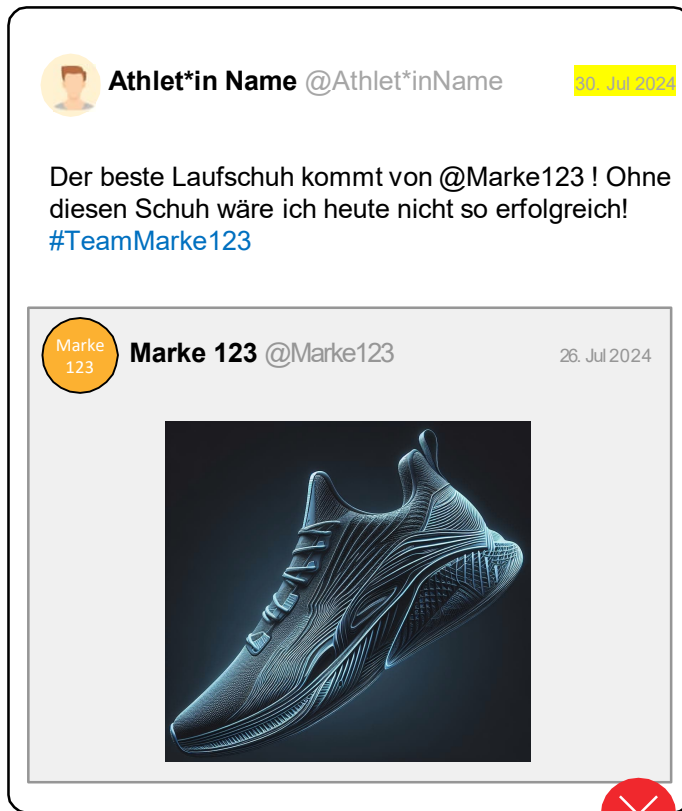 Athlet*in Name @Athlet*inName 30. Jul 2024
Der beste Laufschuh kommt von @Marke123 ! Ohne
diesen Schuh wäre ich heute nicht so erfolgreich!
#TeamMarke123
Marke
123
Marke 123 @Marke123 26. Jul 2024